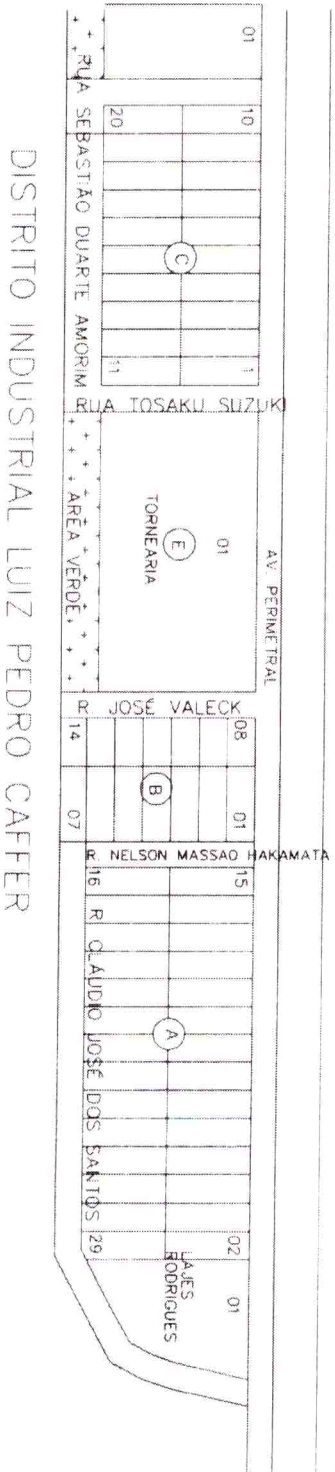 01
RUA SEBASTIÃO DUARTE AMORIM
10
20
C
1
11
RUA TOSAKU SUZUKI
AV PERIMETRAL
01
E
TORNEARIA
ÁREA VERDE
R JOSÉ VALECK
08
14
B
01
07
R. NELSON MASSAO HAKAMATA
15
16
A
R CLÁUDIO JOSÉ DOS SANTOS
02
29
01
LAJES
RODRIGUES
DISTRITO INDUSTRIAL LUIZ PEDRO CAFFER